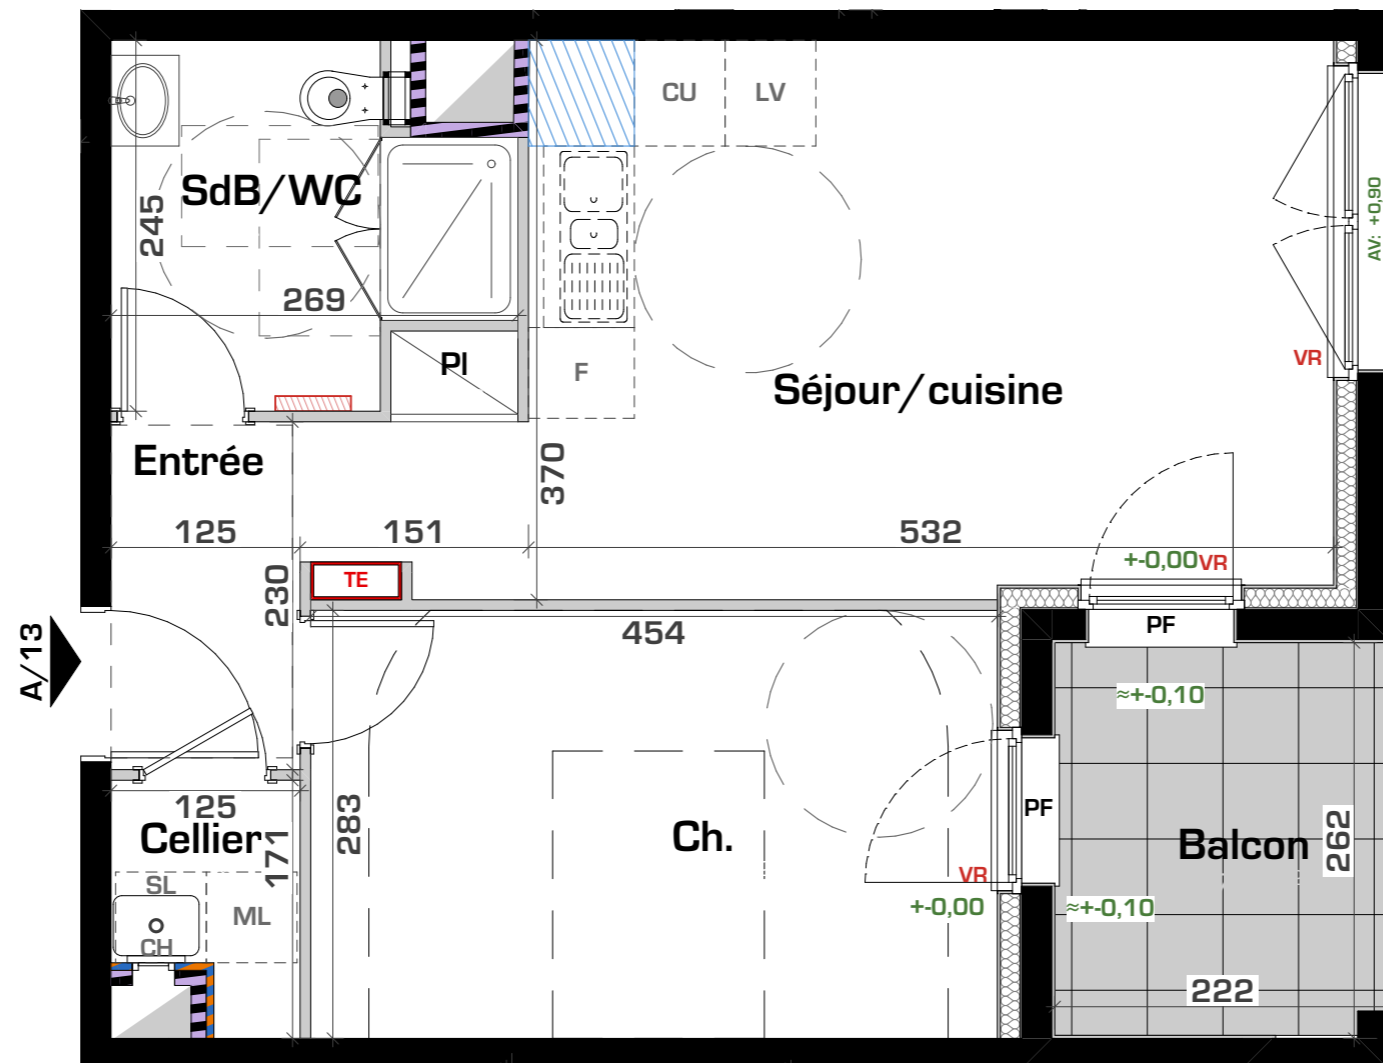 CU
LV
SdB/WC
245
AV: +0,90
269
VR
PI
F
Séjour/cuisine
Entrée
370
125
151
532
+-0,00
VR
TE
230
454
PF
A/13
≈+-0,10
125
Cellier
171
283
Ch.
PF
Balcon
262
VR
SL
ML
CH
+-0,00
≈+-0,10
222